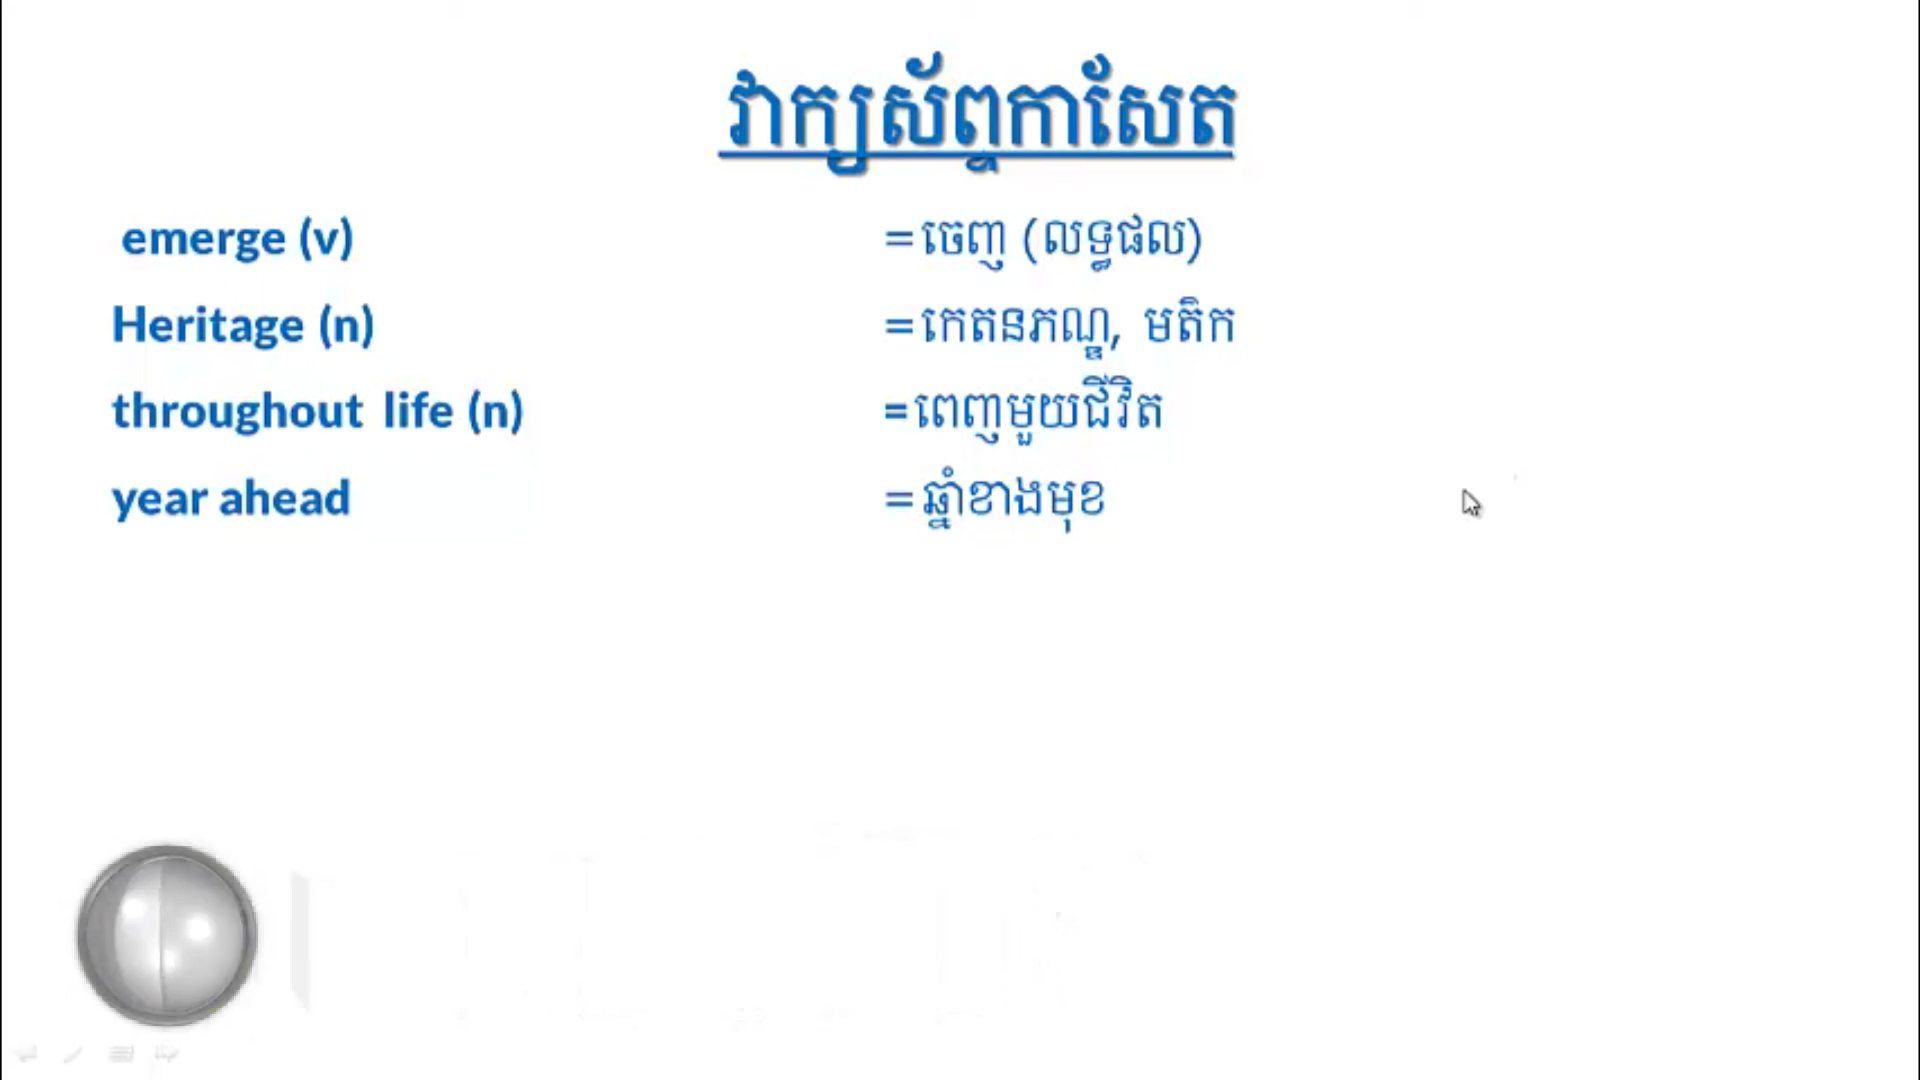 វាក្យស័ព្ទកាសែត
emerge (v) =ចេញ (លទ្ធផល)
Heritage (n) =កេតនភណ្ឌ, មតិក
throughout life (n) =ពេញមួយជីវិត
year ahead =ឆ្នាំខាងមុខ